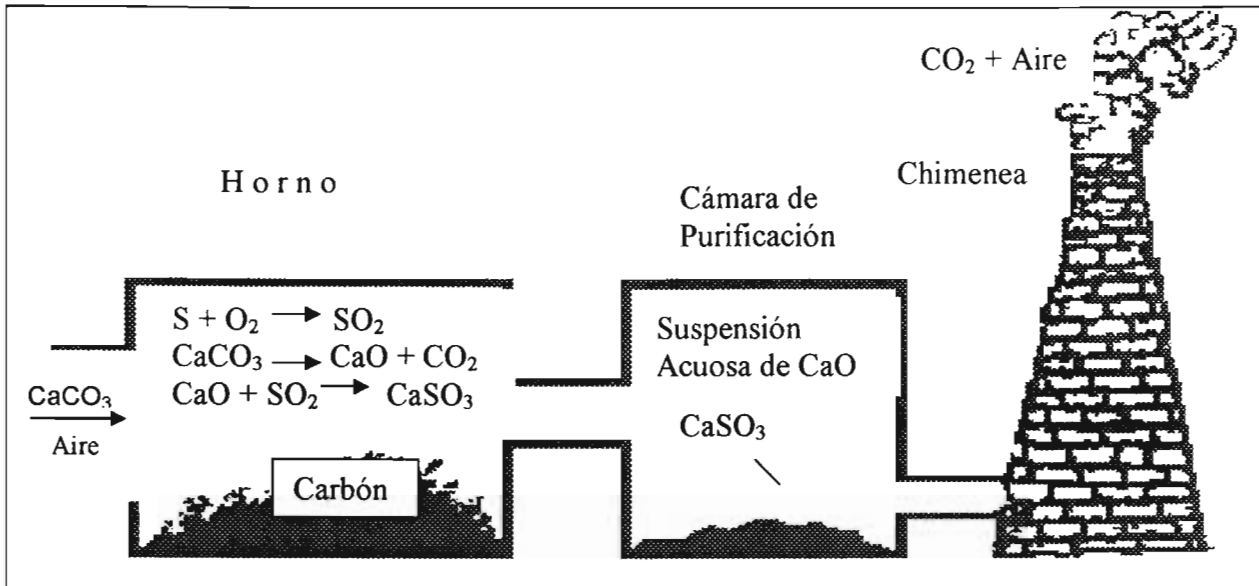 CO₂ + Aire
Chimenea
H o r n o
Cámara de
Purificación
S + O₂ → SO₂
CaCO₃ → CaO + CO₂
CaO + SO₂ → CaSO₃
CaCO₃
Aire
Carbón
Suspensión
Acuosa de CaO
CaSO₃